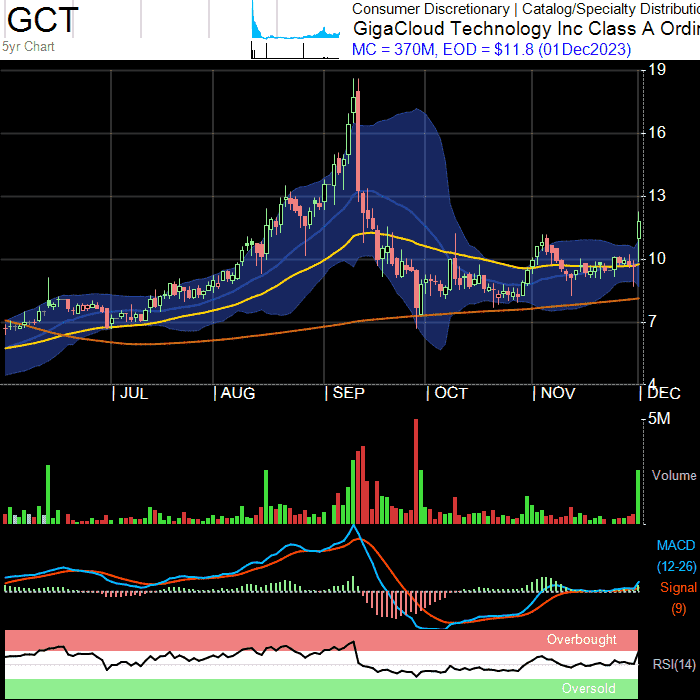 GCT
5yr Chart
Consumer Discretionary | Catalog/Specialty Distributio
GigaCloud Technology Inc Class A Ordin
MC = 370M, EOD = $11.8 (01Dec2023)
19
16
13
10
7
4
JUL
AUG
SEP
OCT
NOV
DEC
5M
Volume
MACD
(12-26)
Signal
(9)
Overbought
RSI(14)
Oversold